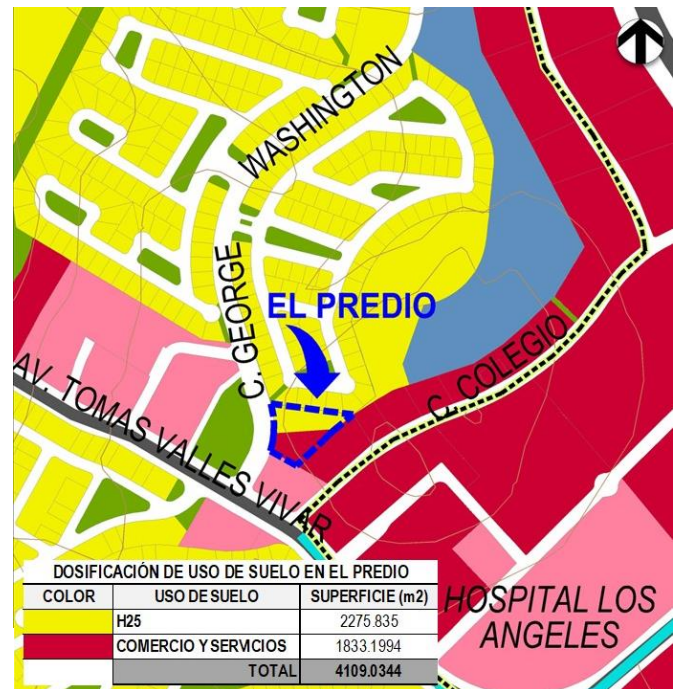 WASHINGTON
C. GEORGE
EL PREDIO
C. COLEGIO
AV. TOMAS VALLES VIVAR
HOSPITAL LOS
ANGELES
DOSIFICACIÓN DE USO DE SUELO EN EL PREDIO
COLOR USO DE SUELO SUPERFICIE (m2)
H25 2275.835
COMERCIO Y SERVICIOS 1833.1994
TOTAL 4109.0344